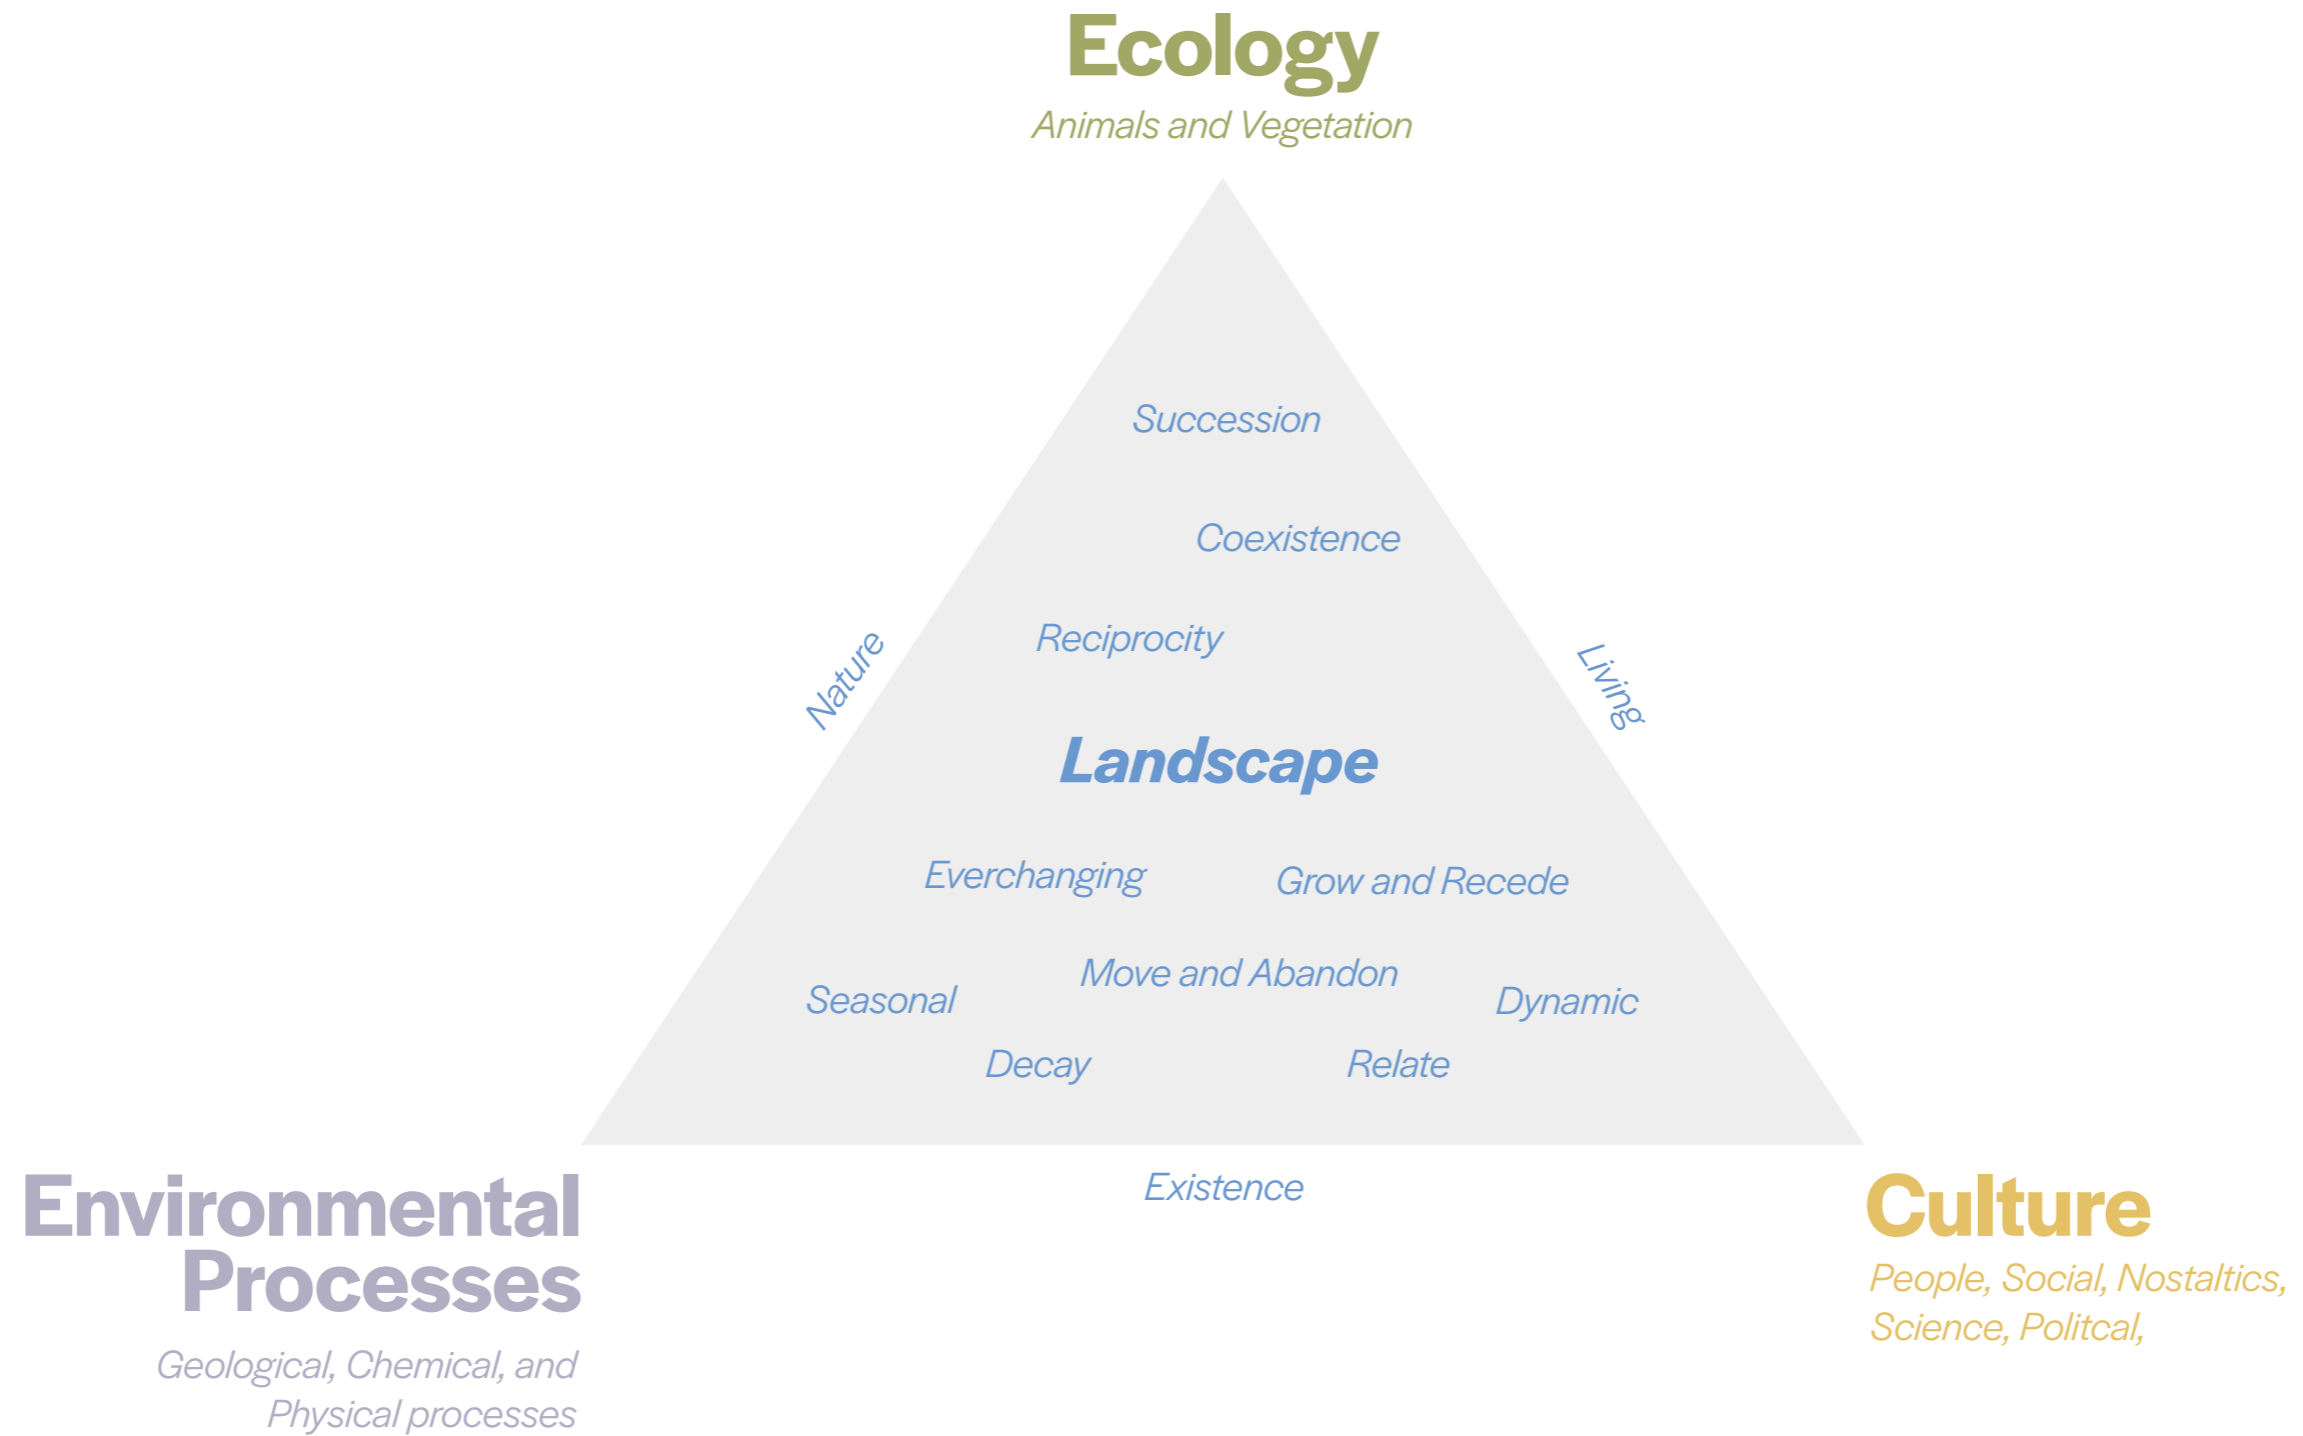 Ecology
Animals and Vegetation
Succession
Coexistence
Reciprocity
Nature
Living
Landscape
Everchanging
Grow and Recede
Move and Abandon
Seasonal
Dynamic
Decay
Relate
Existence
Environmental
Processes
Geological, Chemical, and
Physical processes
Culture
People, Social, Nostaltics,
Science, Politcal,